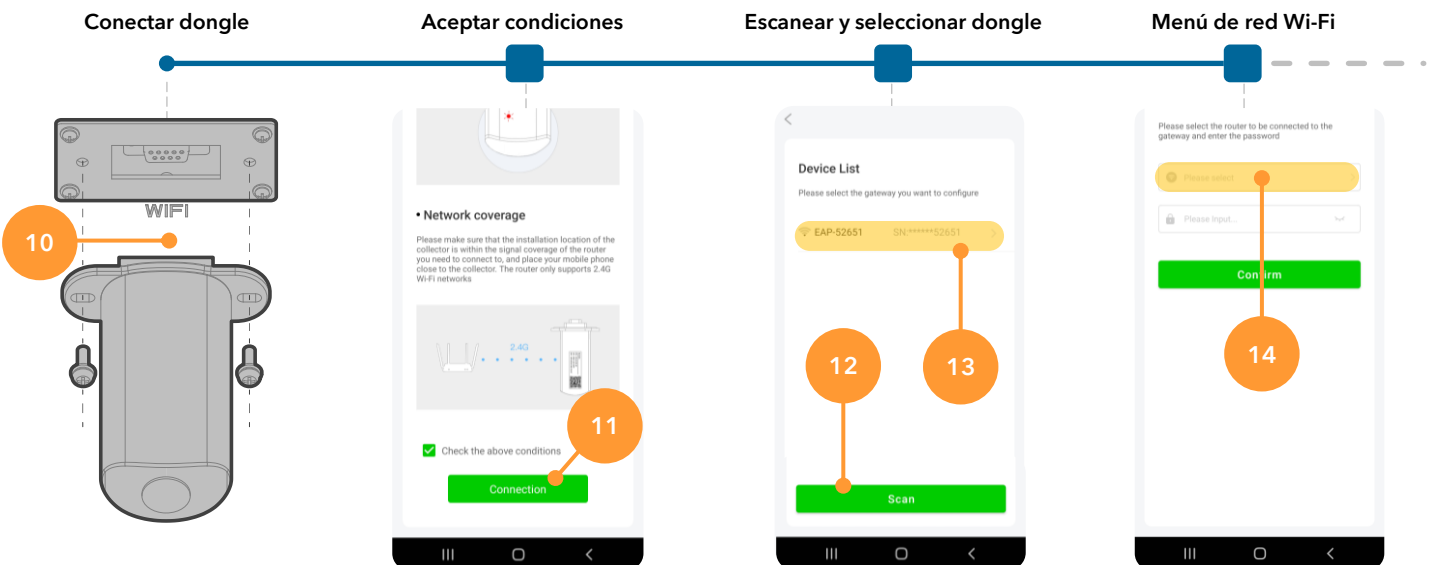 Conectar dongle
Aceptar condiciones
Escanear y seleccionar dongle
Menú de red Wi-Fi
WIFI
10
• Network coverage
Please make sure that the installation location of the
collector is within the signal coverage of the router
you need to connect to, and place your mobile phone
close to the collector. The router only supports 2.4G
Wi-Fi networks
2.4G
11
Check the above conditions
Connection
Device List
Please select the gateway you want to configure
EAP-52651 SN:******52651
12
13
Scan
Please select the router to be connected to the
gateway and enter the password
Please select
Please Input...
Confirm
14